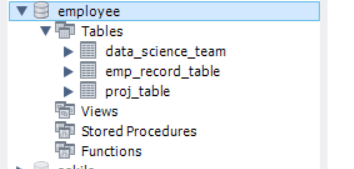 employee
Tables
data_science_team
emp_record_table
proj_table
Views
Stored Procedures
Functions